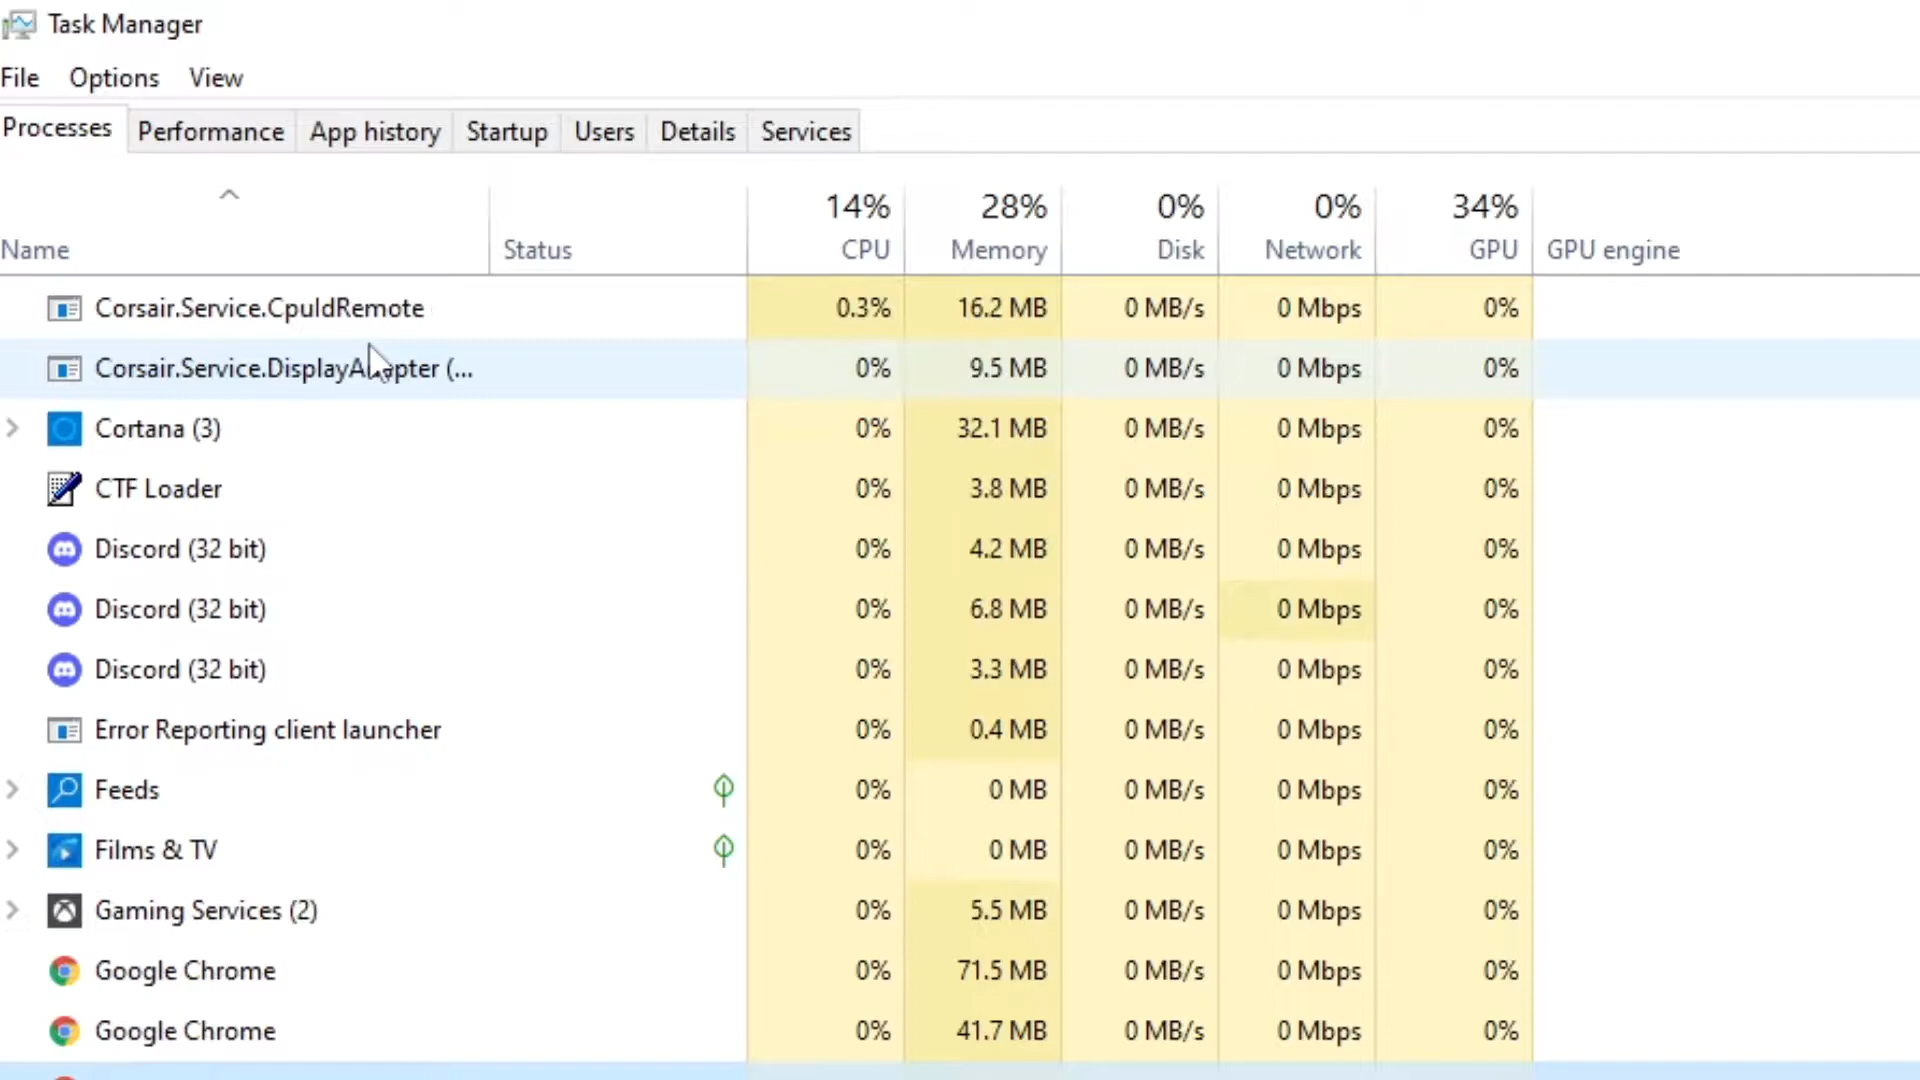 Task Manager
File Options View
Processes Performance App history Startup Users Details Services
14% 28% 0% 0% 34%
Name Status CPU Memory Disk Network GPU GPU engine
Corsair.Service.CpuIdRemote 0.3% 16.2 MB 0 MB/s 0 Mbps 0%
Corsair.Service.DisplayAdapter (... 0% 9.5 MB 0 MB/s 0 Mbps 0%
Cortana (3) 0% 32.1 MB 0 MB/s 0 Mbps 0%
CTF Loader 0% 3.8 MB 0 MB/s 0 Mbps 0%
Discord (32 bit) 0% 4.2 MB 0 MB/s 0 Mbps 0%
Discord (32 bit) 0% 6.8 MB 0 MB/s 0 Mbps 0%
Discord (32 bit) 0% 3.3 MB 0 MB/s 0 Mbps 0%
Error Reporting client launcher 0% 0.4 MB 0 MB/s 0 Mbps 0%
Feeds 0% 0 MB 0 MB/s 0 Mbps 0%
Films & TV 0% 0 MB 0 MB/s 0 Mbps 0%
Gaming Services (2) 0% 5.5 MB 0 MB/s 0 Mbps 0%
Google Chrome 0% 71.5 MB 0 MB/s 0 Mbps 0%
Google Chrome 0% 41.7 MB 0 MB/s 0 Mbps 0%